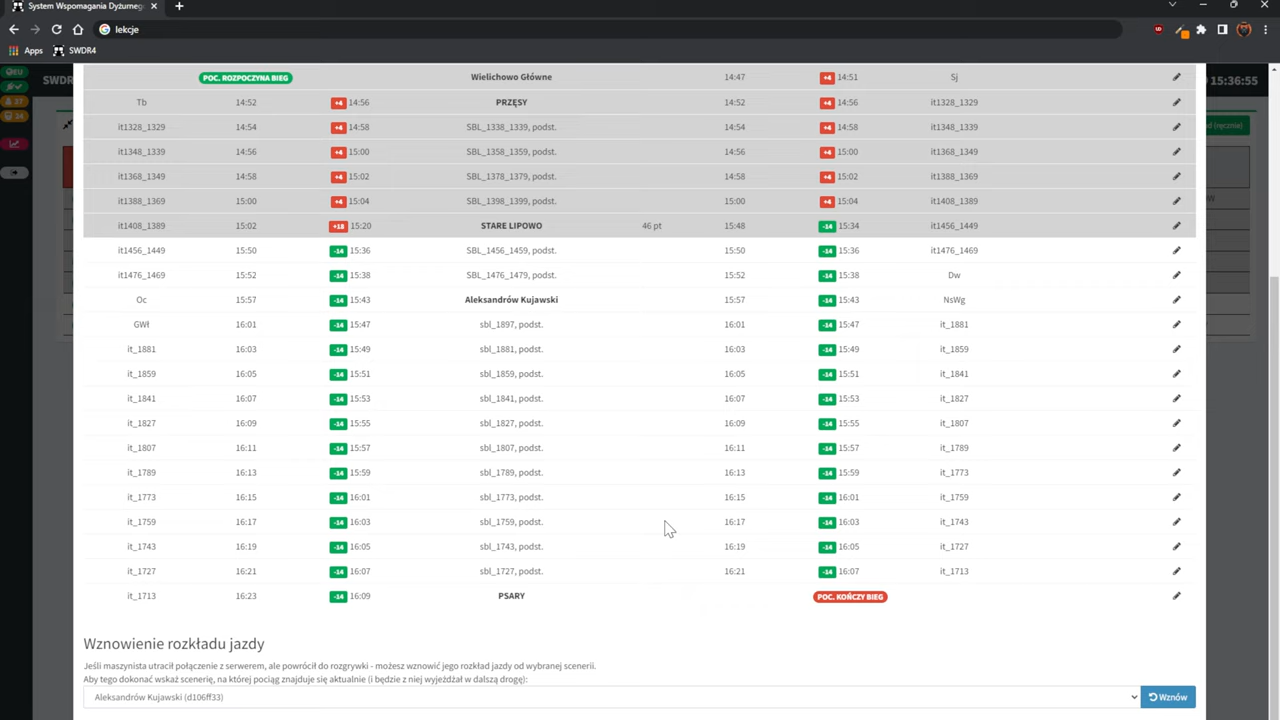 System Wspomagania Dyżurneg
lekcje
Apps SWDR4
EU SWDR 15:36:55
37
24
d (ręcznie)
POC. ROZPOCZYNA BIEG Wielichowo Główne 14:47 +4 14:51 Sj
Tb 14:52 +4 14:56 PRZĘSY 14:52 +4 14:56 it1328_1329
it1328_1329 14:54 +4 14:58 SBL_1338_1339, podst. 14:54 +4 14:58 it1348_1339
it1348_1339 14:56 +4 15:00 SBL_1358_1359, podst. 14:56 +4 15:00 it1368_1349
it1368_1349 14:58 +4 15:02 SBL_1378_1379, podst. 14:58 +4 15:02 it1388_1369
it1388_1369 15:00 +4 15:04 SBL_1398_1399, podst. 15:00 +4 15:04 it1408_1389
it1408_1389 15:02 +18 15:20 STARE LIPOWO 46 pt 15:48 -14 15:34 it1456_1449
it1456_1449 15:50 -14 15:36 SBL_1456_1459, podst. 15:50 -14 15:36 it1476_1469
it1476_1469 15:52 -14 15:38 SBL_1476_1479, podst. 15:52 -14 15:38 Dw
Oc 15:57 -14 15:43 Aleksandrów Kujawski 15:57 -14 15:43 NsWg
GWł 16:01 -14 15:47 sbl_1897, podst. 16:01 -14 15:47 it_1881
it_1881 16:03 -14 15:49 sbl_1881, podst. 16:03 -14 15:49 it_1859
it_1859 16:05 -14 15:51 sbl_1859, podst. 16:05 -14 15:51 it_1841
it_1841 16:07 -14 15:53 sbl_1841, podst. 16:07 -14 15:53 it_1827
it_1827 16:09 -14 15:55 sbl_1827, podst. 16:09 -14 15:55 it_1807
it_1807 16:11 -14 15:57 sbl_1807, podst. 16:11 -14 15:57 it_1789
it_1789 16:13 -14 15:59 sbl_1789, podst. 16:13 -14 15:59 it_1773
it_1773 16:15 -14 16:01 sbl_1773, podst. 16:15 -14 16:01 it_1759
it_1759 16:17 -14 16:03 sbl_1759, podst. 16:17 -14 16:03 it_1743
it_1743 16:19 -14 16:05 sbl_1743, podst. 16:19 -14 16:05 it_1727
it_1727 16:21 -14 16:07 sbl_1727, podst. 16:21 -14 16:07 it_1713
it_1713 16:23 -14 16:09 PSARY POC. KOŃCZY BIEG
Wznowienie rozkładu jazdy
Jeśli maszynista utracił połączenie z serwerem, ale powrócił do rozgrywki - możesz wznowić jego rozkład jazdy od wybranej scenerii.
Aby tego dokonać wskaż scenerię, na której pociąg znajduje się aktualnie (i będzie z niej wyjeżdżał w dalszą drogę):
Aleksandrów Kujawski (d106ff33) Wznów